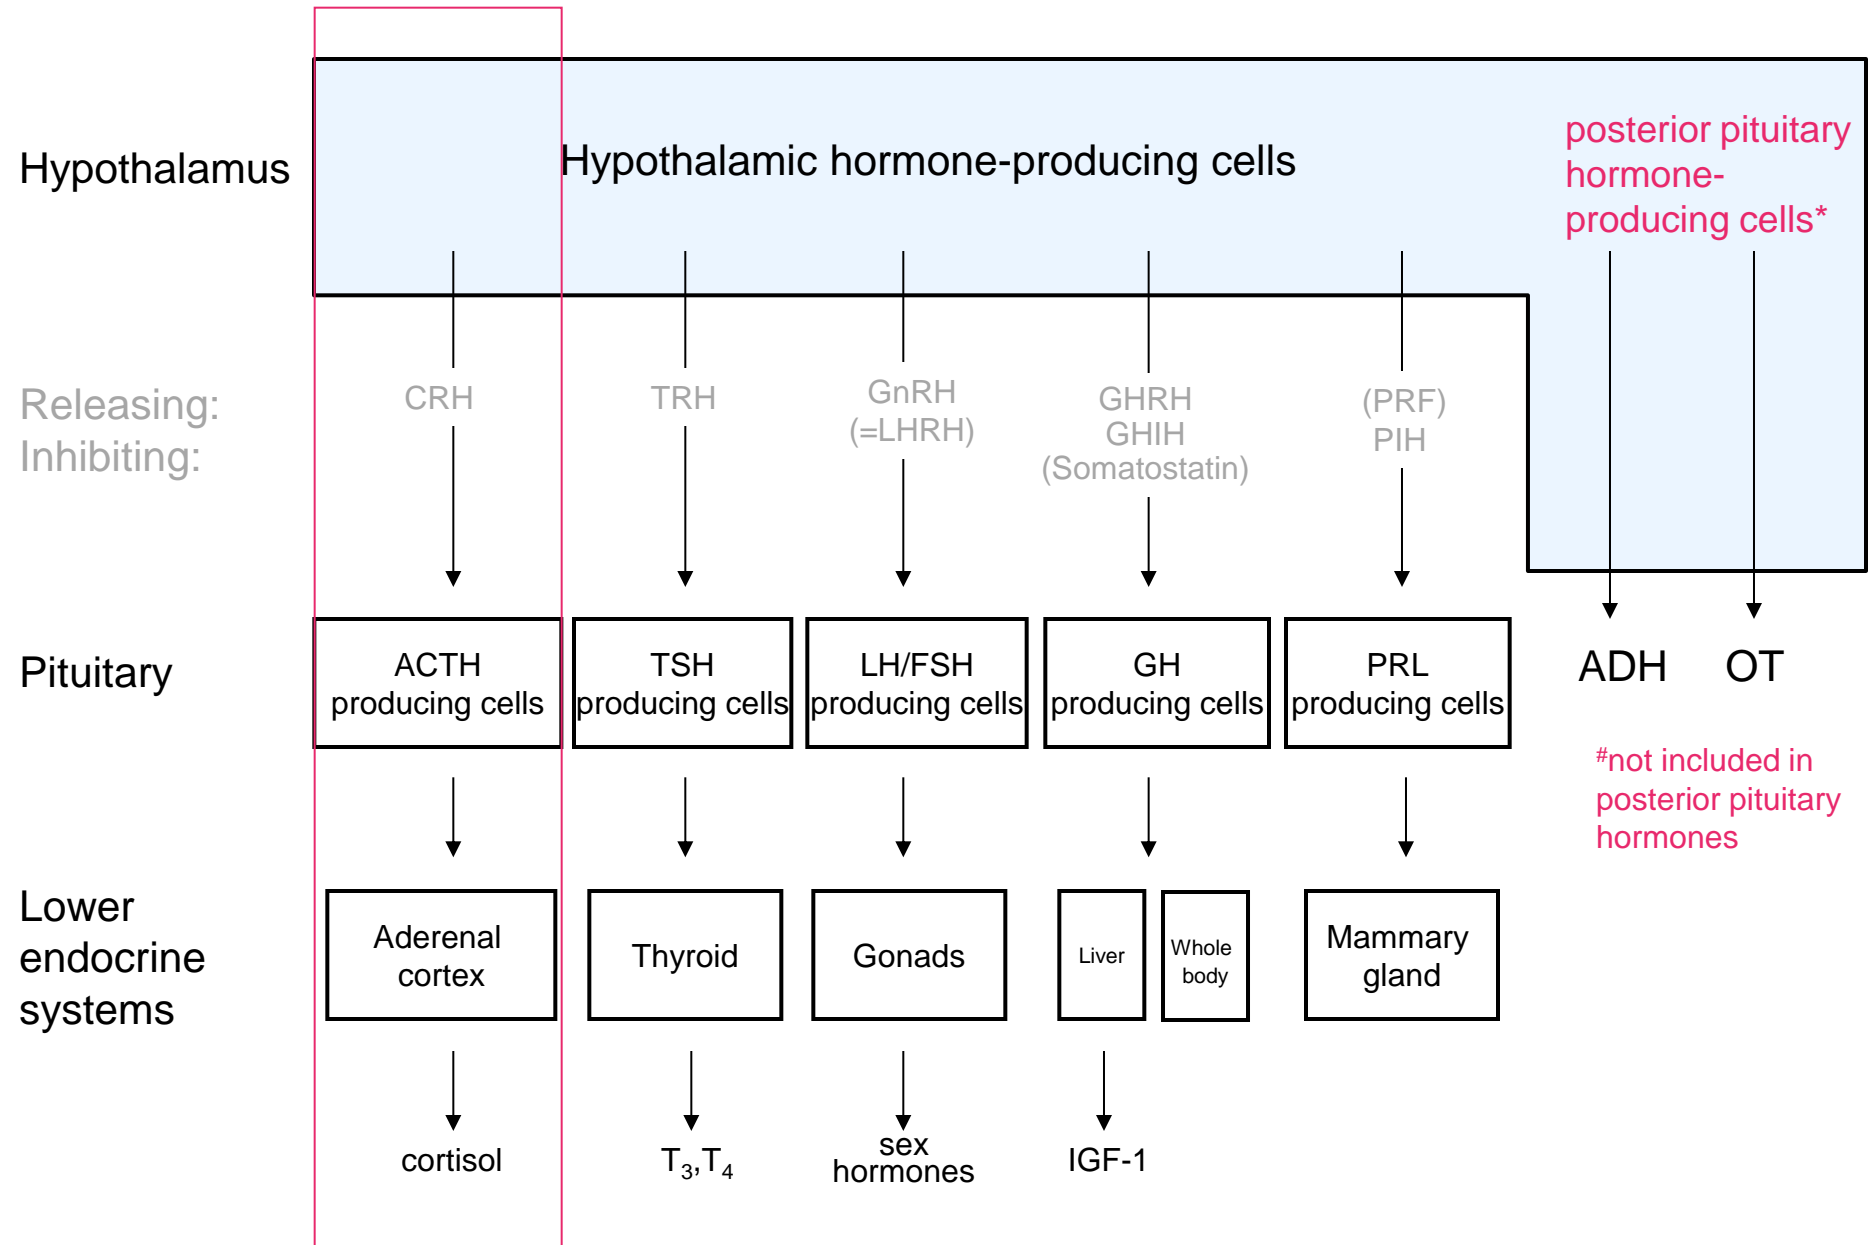 Hypothalamus
Hypothalamic hormone-producing cells
posterior pituitary
hormone-
producing cells*
Releasing:
Inhibiting:
CRH
TRH
GnRH
(=LHRH)
GHRH
GHIH
(Somatostatin)
(PRF)
PIH
Pituitary
ACTH
producing cells
TSH
producing cells
LH/FSH
producing cells
GH
producing cells
PRL
producing cells
ADH
OT
#not included in
posterior pituitary
hormones
Lower
endocrine
systems
Aderenal
cortex
Thyroid
Gonads
Liver
Whole
body
Mammary
gland
cortisol
T3,T4
sex
hormones
IGF-1